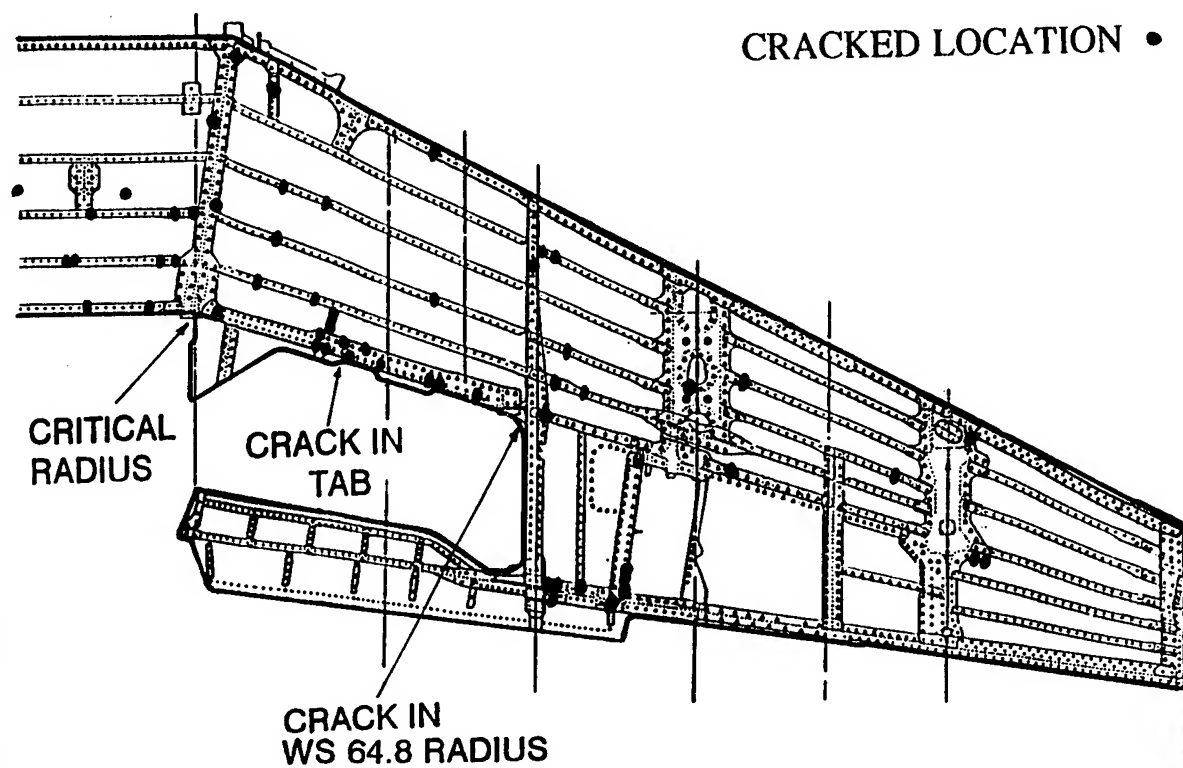 CRACKED LOCATION
CRITICAL
RADIUS
CRACK IN
TAB
CRACK IN
WS 64.8 RADIUS